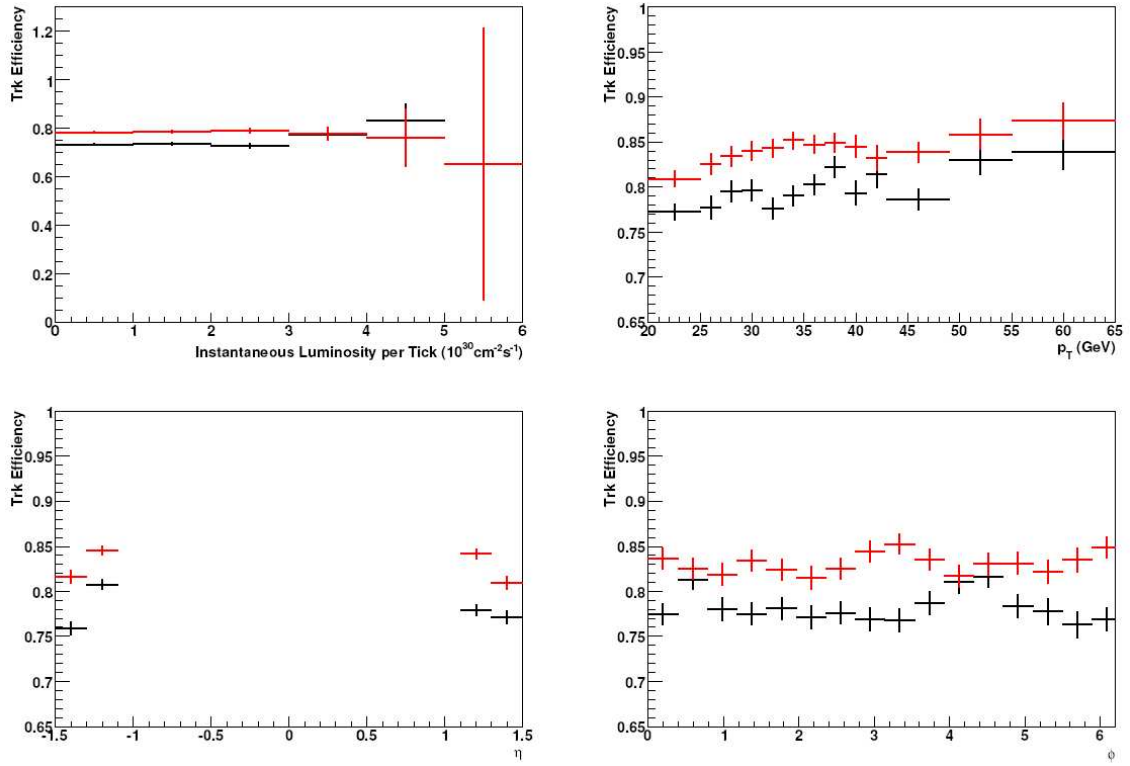 Trk Efficiency
1.2
1
0.8
0.6
0.4
0.2
0
0 1 2 3 4 5 6
Instantaneous Luminosity per Tick (10³⁰cm⁻²s⁻¹)
Trk Efficiency
1
0.95
0.9
0.85
0.8
0.75
0.7
0.65
20 25 30 35 40 45 50 55 60 65
p_T (GeV)
Trk Efficiency
1
0.95
0.9
0.85
0.8
0.75
0.7
0.65
-1.5 -1 -0.5 0 0.5 1 1.5
η
Trk Efficiency
1
0.95
0.9
0.85
0.8
0.75
0.7
0.65
0 1 2 3 4 5 6
ϕ